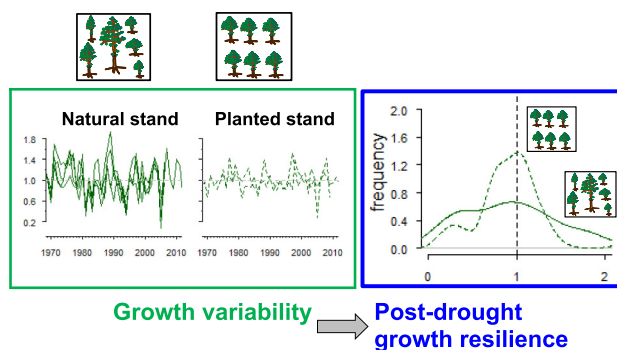 Natural stand
Planted stand
1.8
1.4
1.0
0.6
0.2
1970 1980 1990 2000 2010
1970 1980 1990 2000 2010
frequency
2.0
1.6
1.2
0.8
0.4
0.0
0 1 2
Growth variability
Post-drought
growth resilience